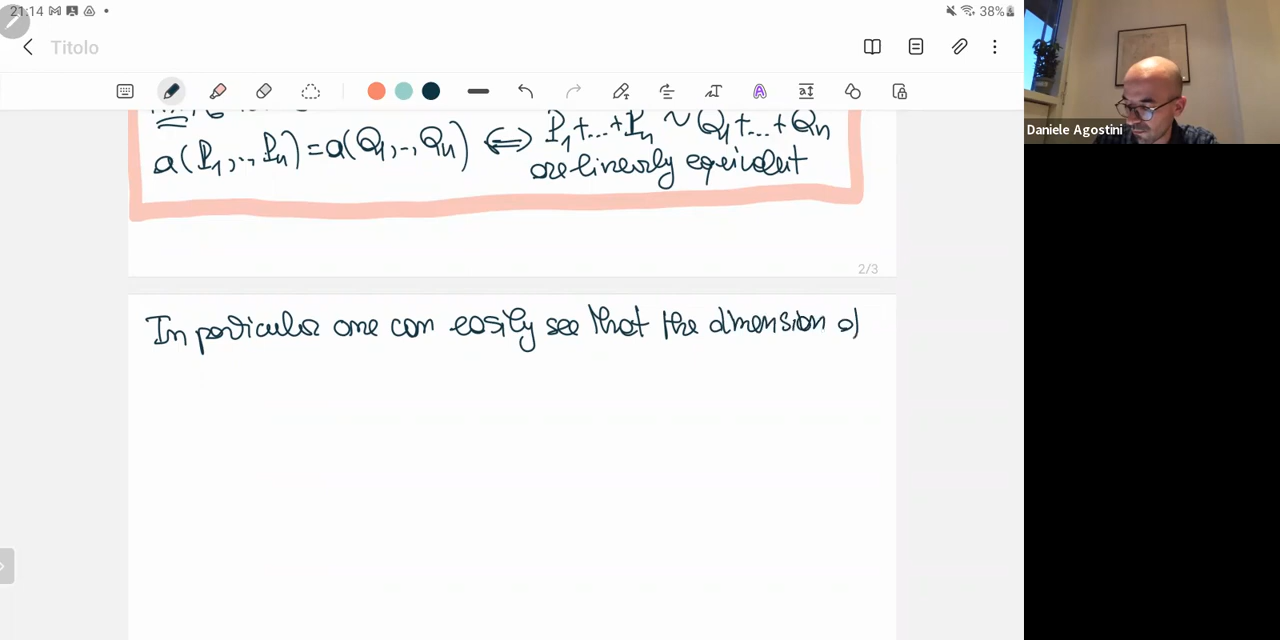 21:14
38%
Titolo
a(P1,..,Pn)=a(Q1,..,Qn) ⇔ P1+...+Pn ~ Q1+...+Qn
are linearly equivalent
2/3
In particular one can easily see that the dimension of
Daniele Agostini